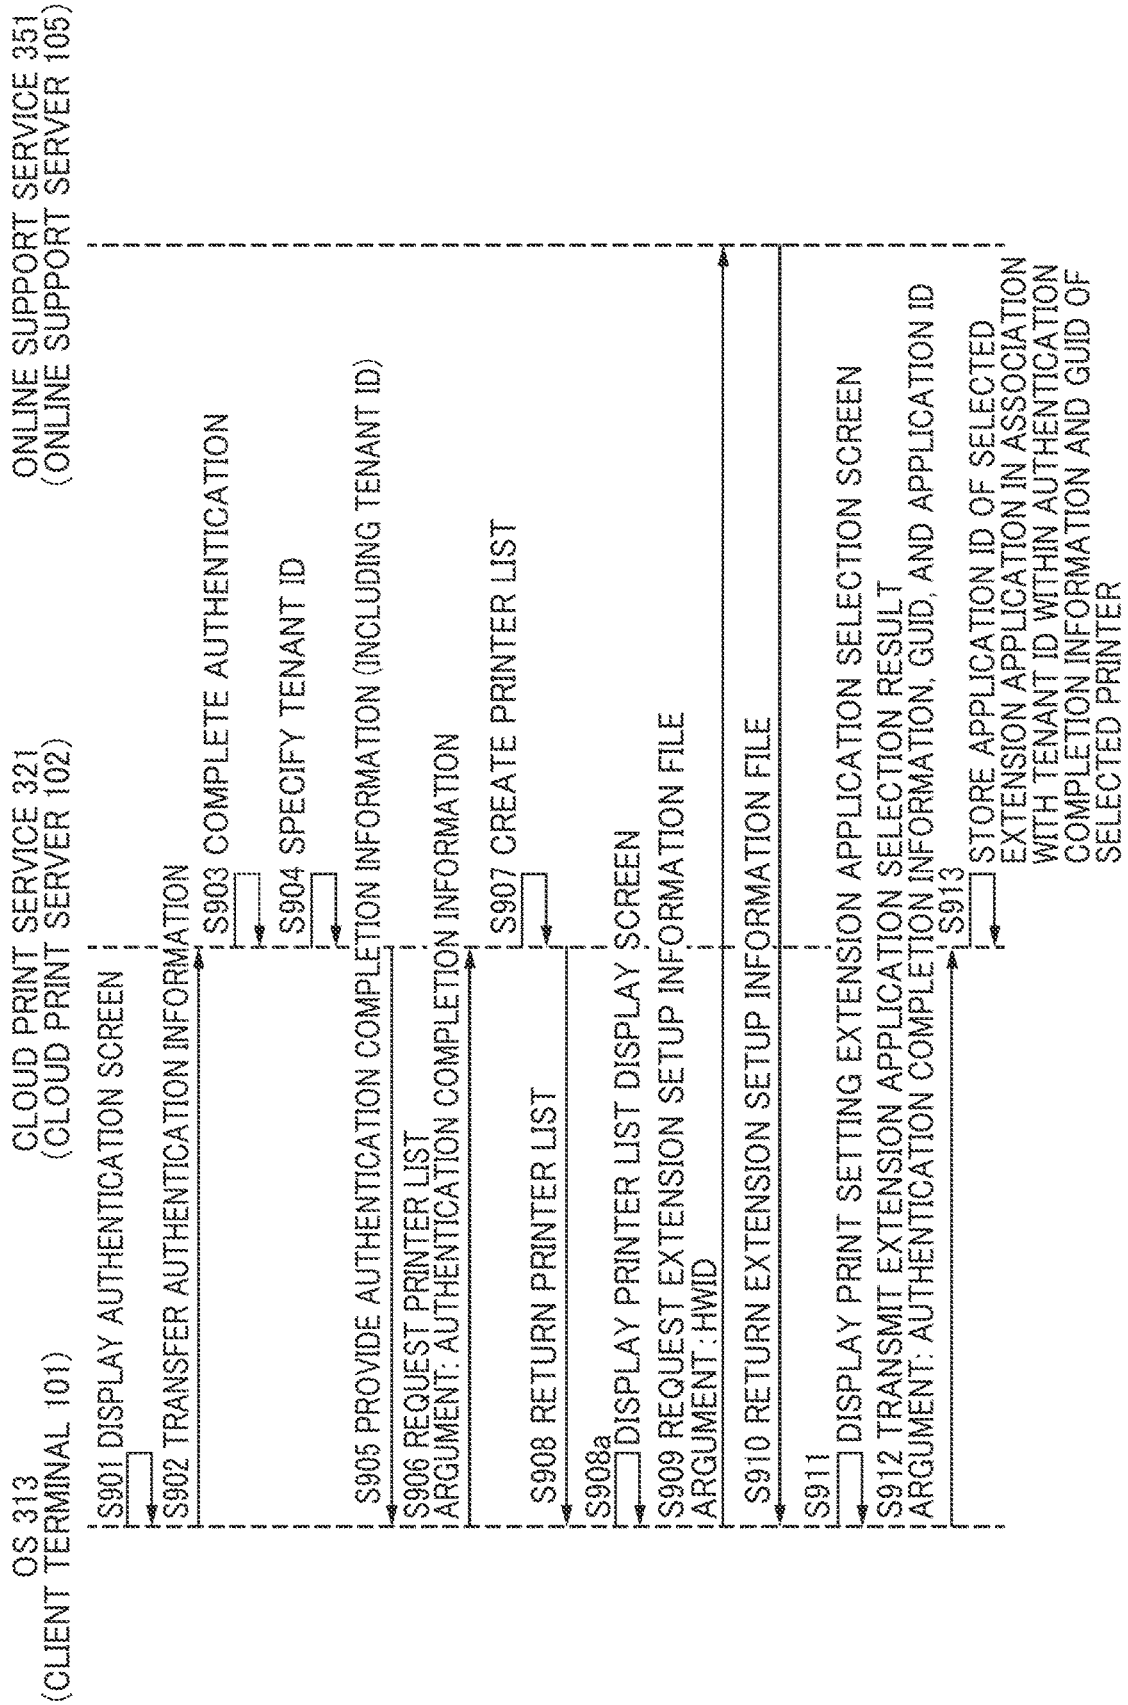 OS 313
(CLIENT TERMINAL 101)
CLOUD PRINT SERVICE 321
(CLOUD PRINT SERVER 102)
ONLINE SUPPORT SERVICE 351
(ONLINE SUPPORT SERVER 105)
S901 DISPLAY AUTHENTICATION SCREEN
S902 TRANSFER AUTHENTICATION INFORMATION
S903 COMPLETE AUTHENTICATION
S904 SPECIFY TENANT ID
S905 PROVIDE AUTHENTICATION COMPLETION INFORMATION (INCLUDING TENANT ID)
S906 REQUEST PRINTER LIST
ARGUMENT: AUTHENTICATION COMPLETION INFORMATION
S907 CREATE PRINTER LIST
S908 RETURN PRINTER LIST
S908a DISPLAY PRINTER LIST DISPLAY SCREEN
S909 REQUEST EXTENSION SETUP INFORMATION FILE
ARGUMENT: HWID
S910 RETURN EXTENSION SETUP INFORMATION FILE
S911 DISPLAY PRINT SETTING EXTENSION APPLICATION SELECTION SCREEN
S912 TRANSMIT EXTENSION APPLICATION SELECTION RESULT
ARGUMENT: AUTHENTICATION COMPLETION INFORMATION, GUID, AND APPLICATION ID
S913
STORE APPLICATION ID OF SELECTED
EXTENSION APPLICATION IN ASSOCIATION
WITH TENANT ID WITHIN AUTHENTICATION
COMPLETION INFORMATION AND GUID OF
SELECTED PRINTER